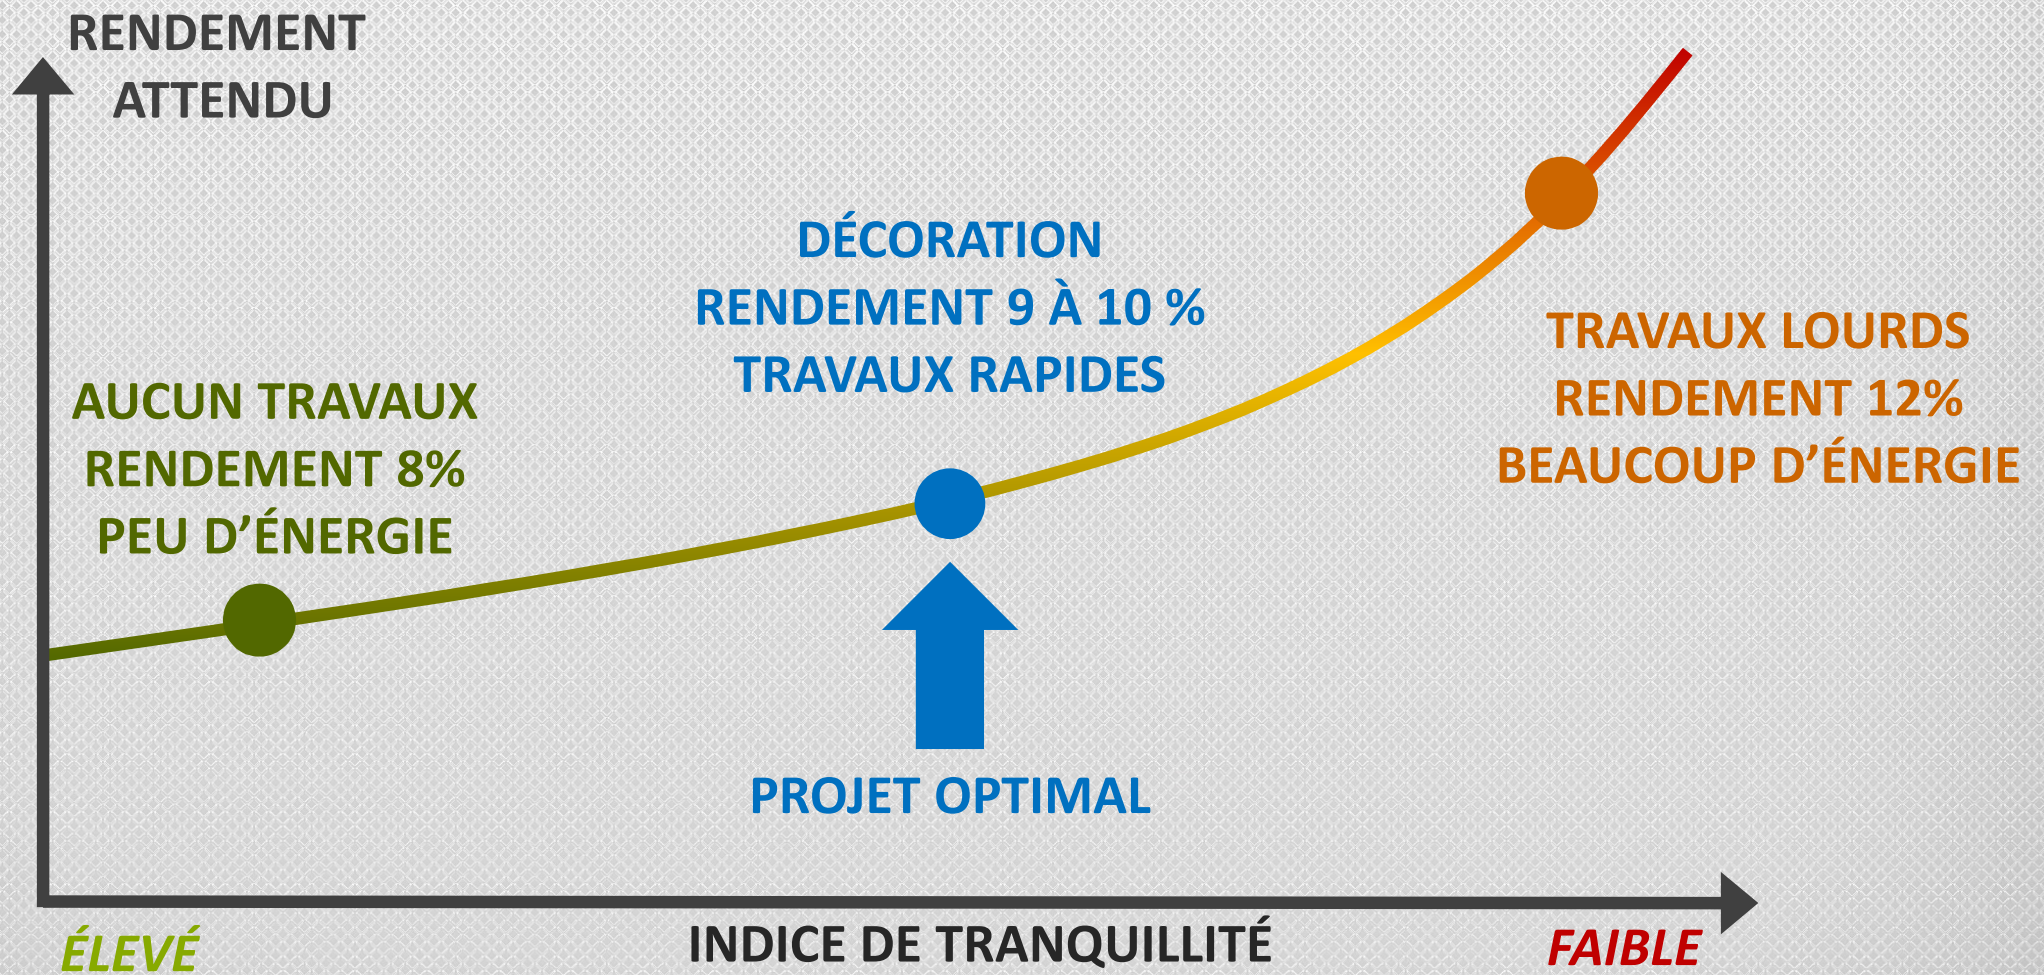 RENDEMENT
ATTENDU
DÉCORATION
RENDEMENT 9 À 10 %
TRAVAUX RAPIDES
TRAVAUX LOURDS
RENDEMENT 12%
BEAUCOUP D’ÉNERGIE
AUCUN TRAVAUX
RENDEMENT 8%
PEU D’ÉNERGIE
PROJET OPTIMAL
ÉLEVÉ
INDICE DE TRANQUILLITÉ
FAIBLE